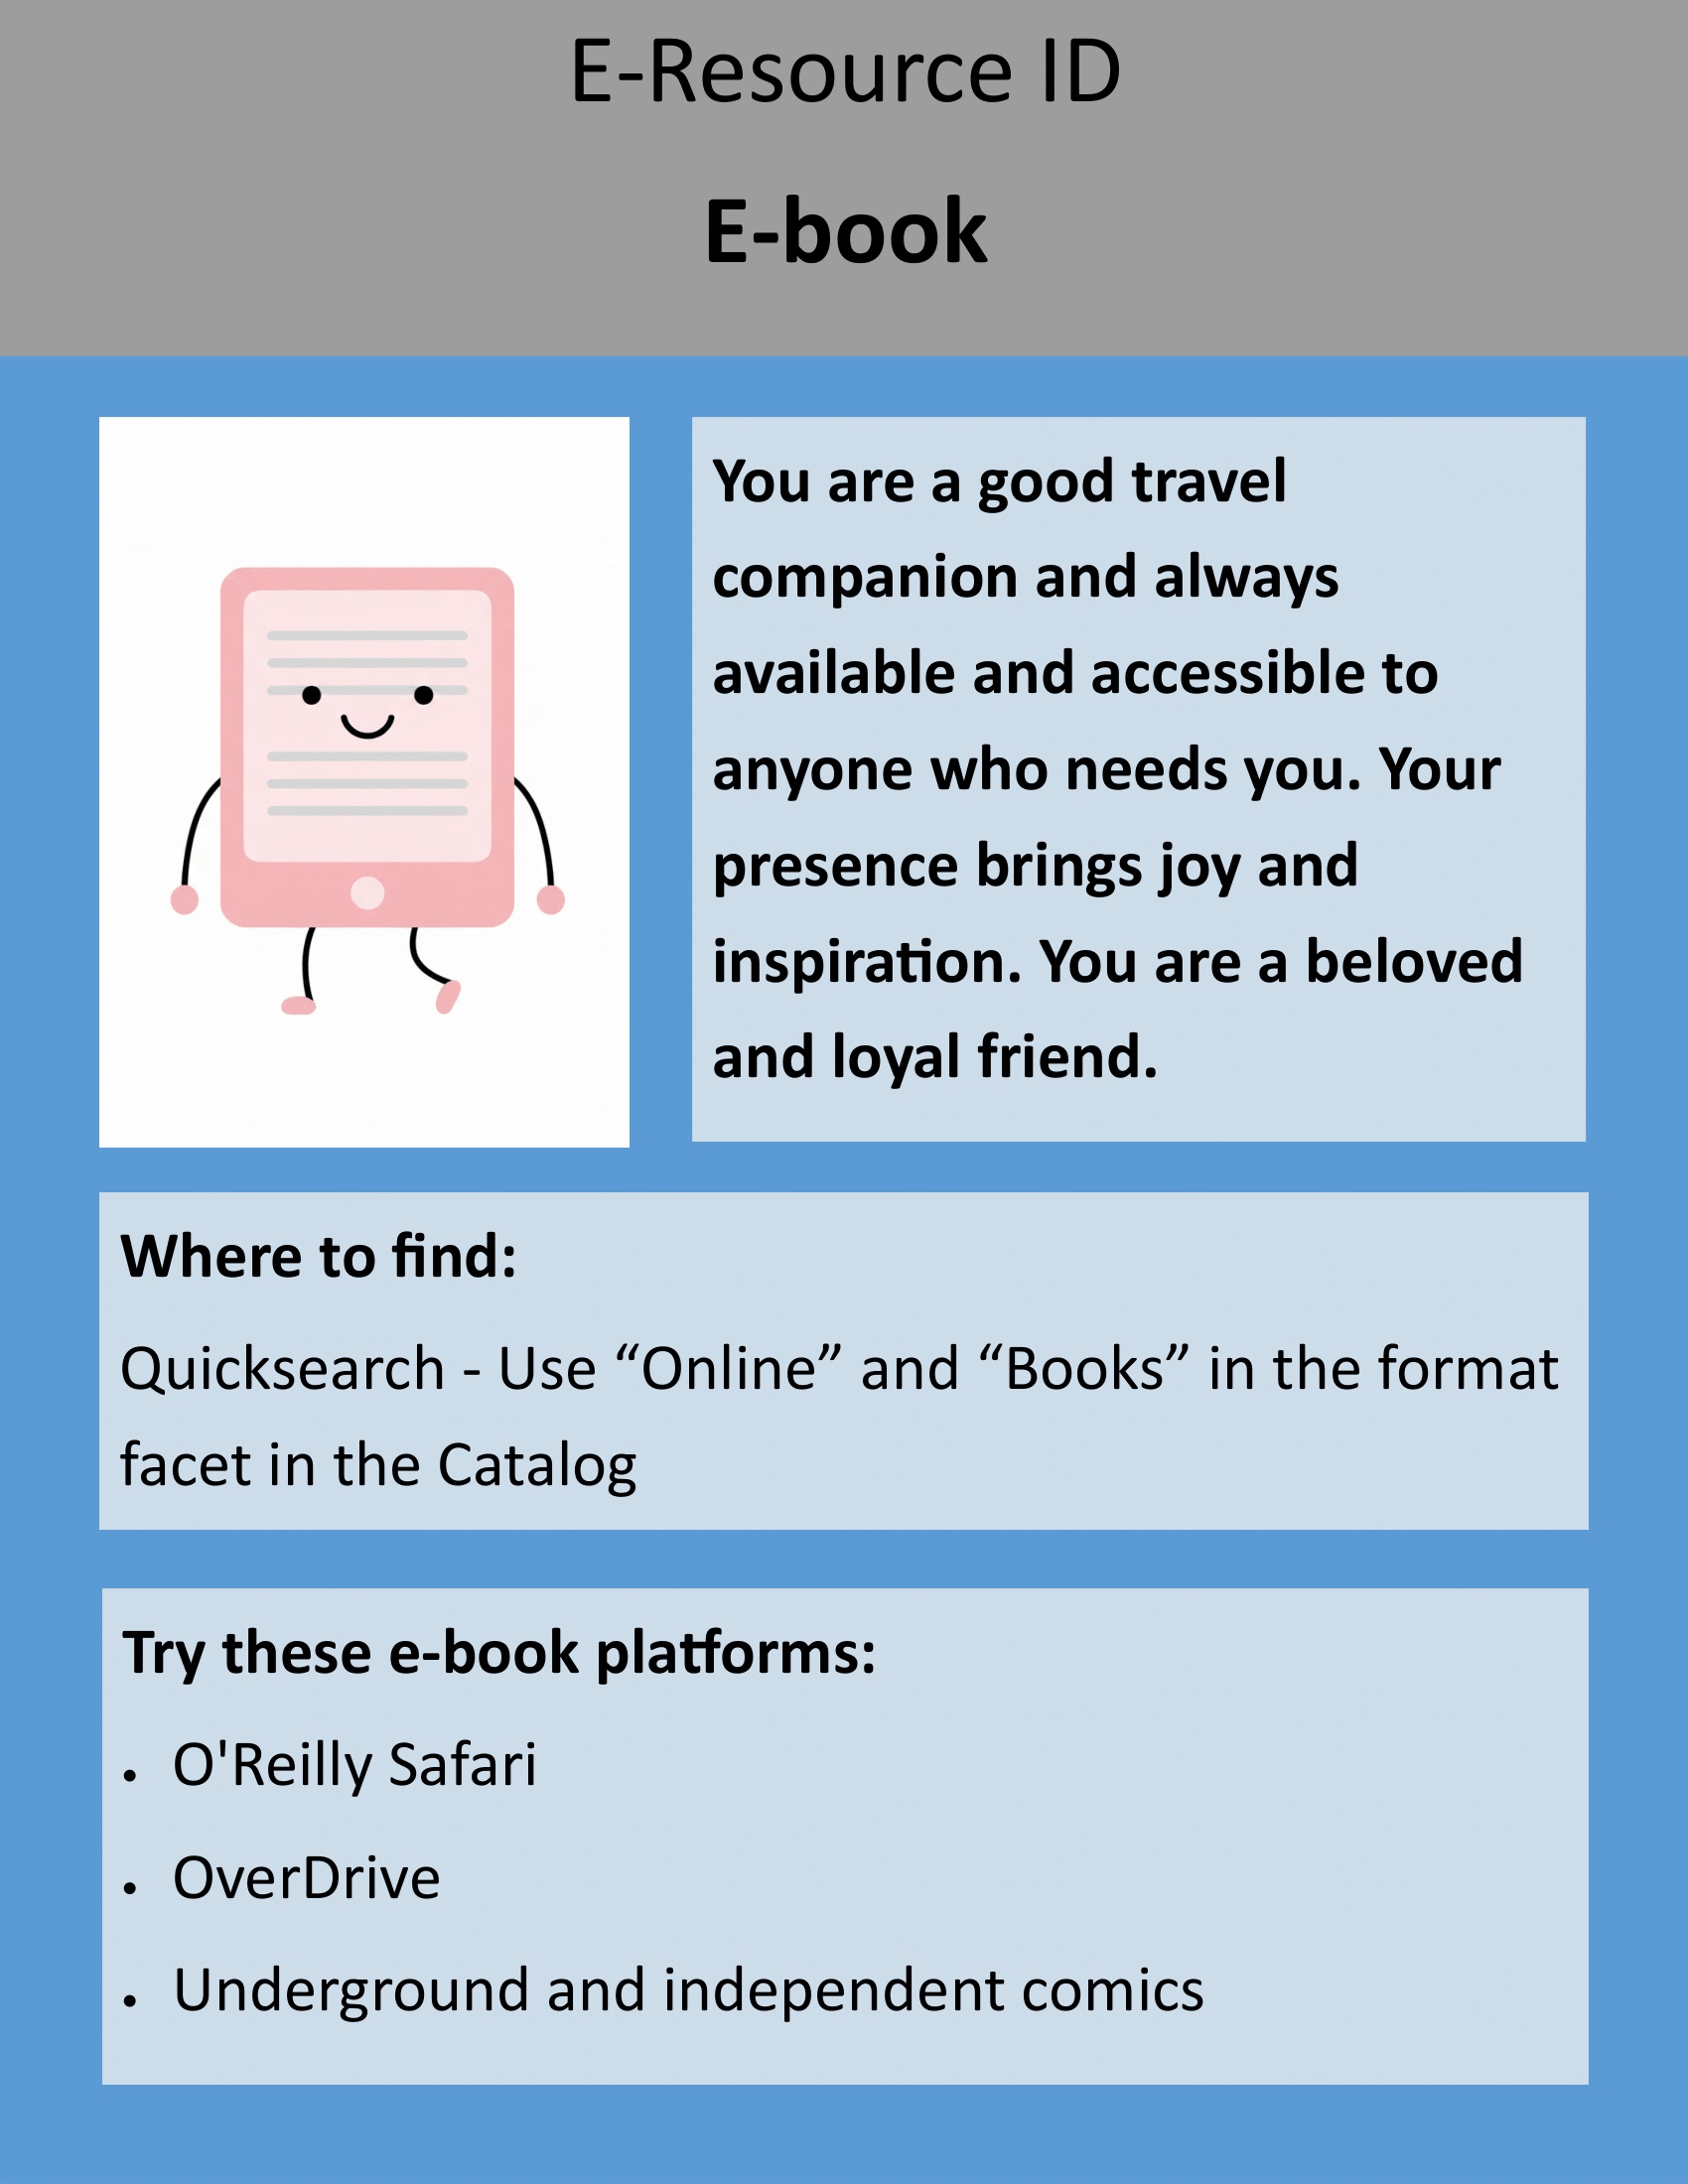 E-Resource ID
E-book
You are a good travel
companion and always
available and accessible to
anyone who needs you. Your
presence brings joy and
inspiration. You are a beloved
and loyal friend.
Where to find:
Quicksearch - Use “Online” and “Books” in the format
facet in the Catalog
Try these e-book platforms:
• O'Reilly Safari
• OverDrive
• Underground and independent comics